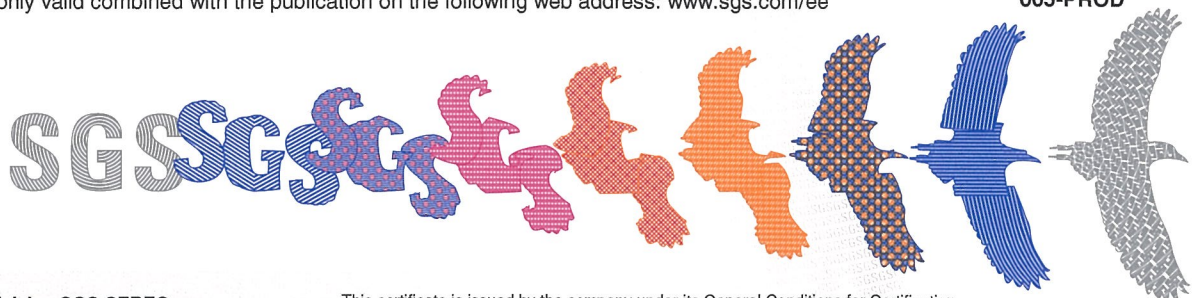 only valid combined with the publication on the following web address: www.sgs.com/ee
SGS SGS SGS
This certificate is issued by the company under its General Conditions for Certification